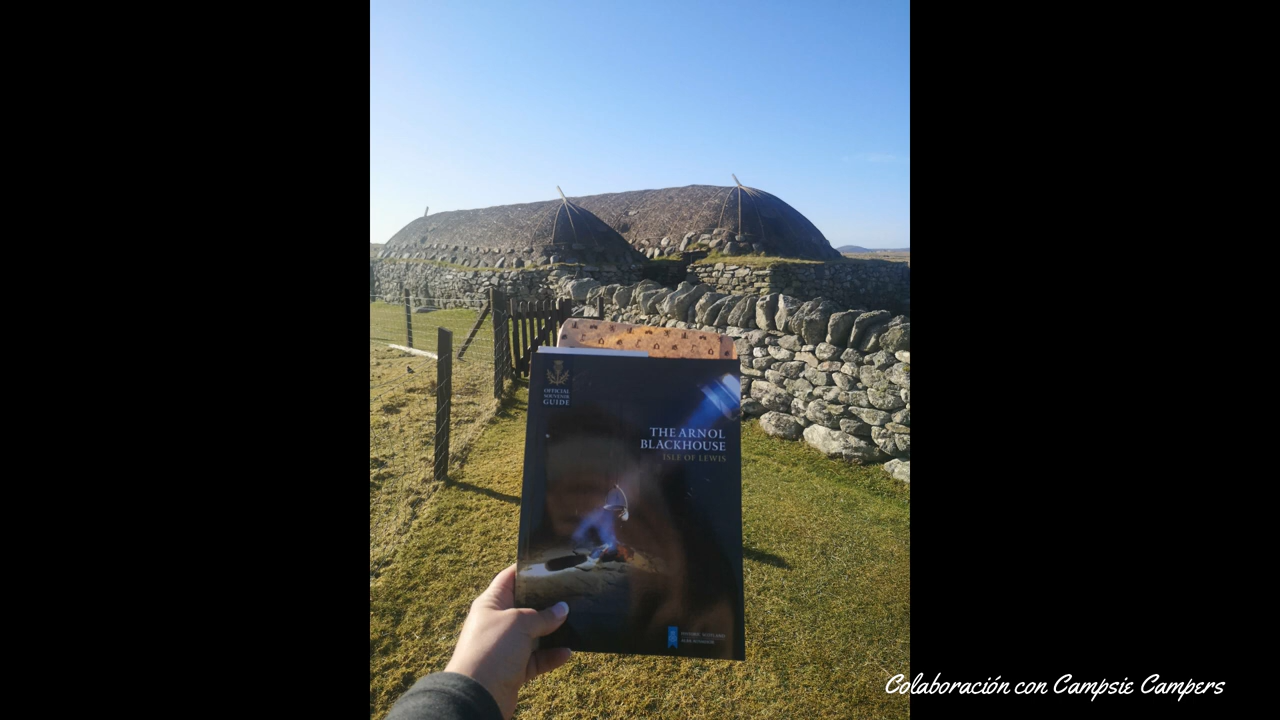 OFFICIAL
SOUVENIR
GUIDE
THE ARNOL
BLACKHOUSE
ISLE OF LEWIS
HISTORIC SCOTLAND
Colaboración con Campsie Campers